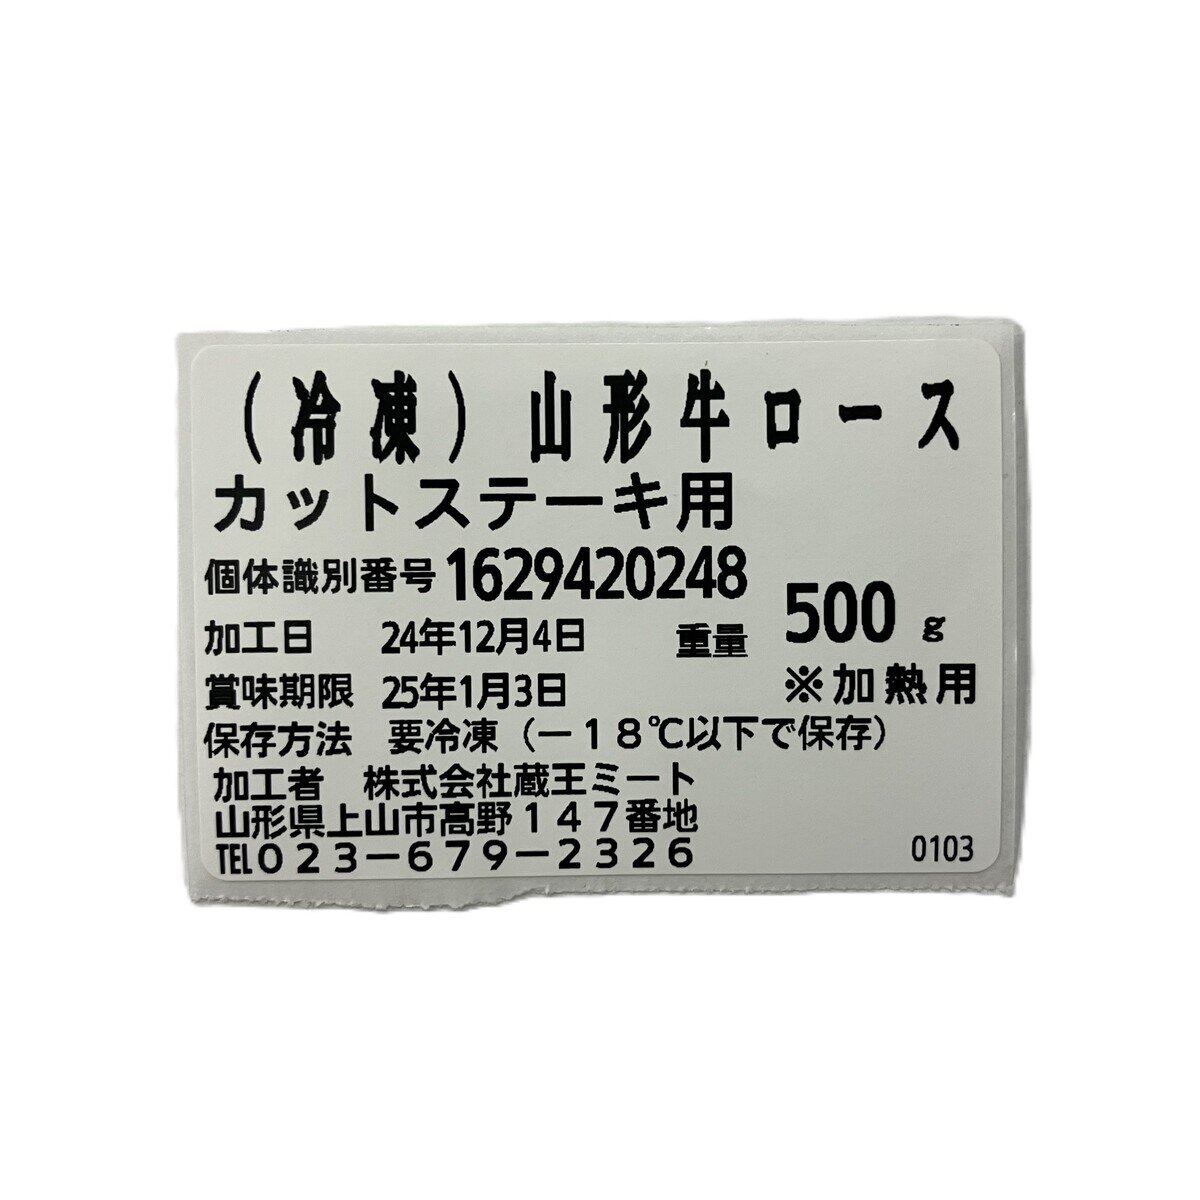 （冷凍）山形牛ロース
カットステーキ用
個体識別番号 1629420248
加工日 24年12月4日 重量 500 g
賞味期限 25年1月3日 ※加熱用
保存方法 要冷凍（－１８℃以下で保存）
加工者 株式会社蔵王ミート
山形県上山市高野１４７番地
TEL０２３－６７９－２３２６ 0103